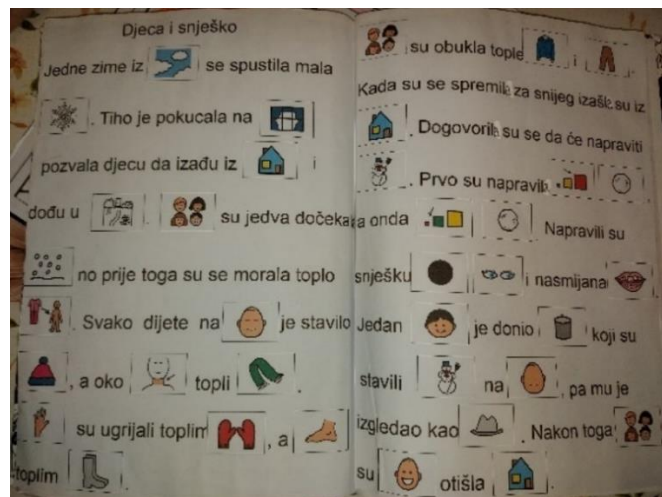 Djeca i snješko
Jedne zime iz se spustila mala
. Tiho je pokucala na
pozvala djecu da izađu iz i
dođu u . su jedva dočekala
no prije toga su se morala toplo
. Svako dijete na je stavilo
, a oko topli .
su ugrijali toplim , a
toplim .
su obukla tople i .
Kada su se spremila za snijeg izašla su iz
. Dogovorili su se da će napraviti
. Prvo su napravili
a onda . Napravili su
snješku i nasmijana .
Jedan je donio koji su
stavili na , pa mu je
izgledao kao . Nakon toga
su otišla .